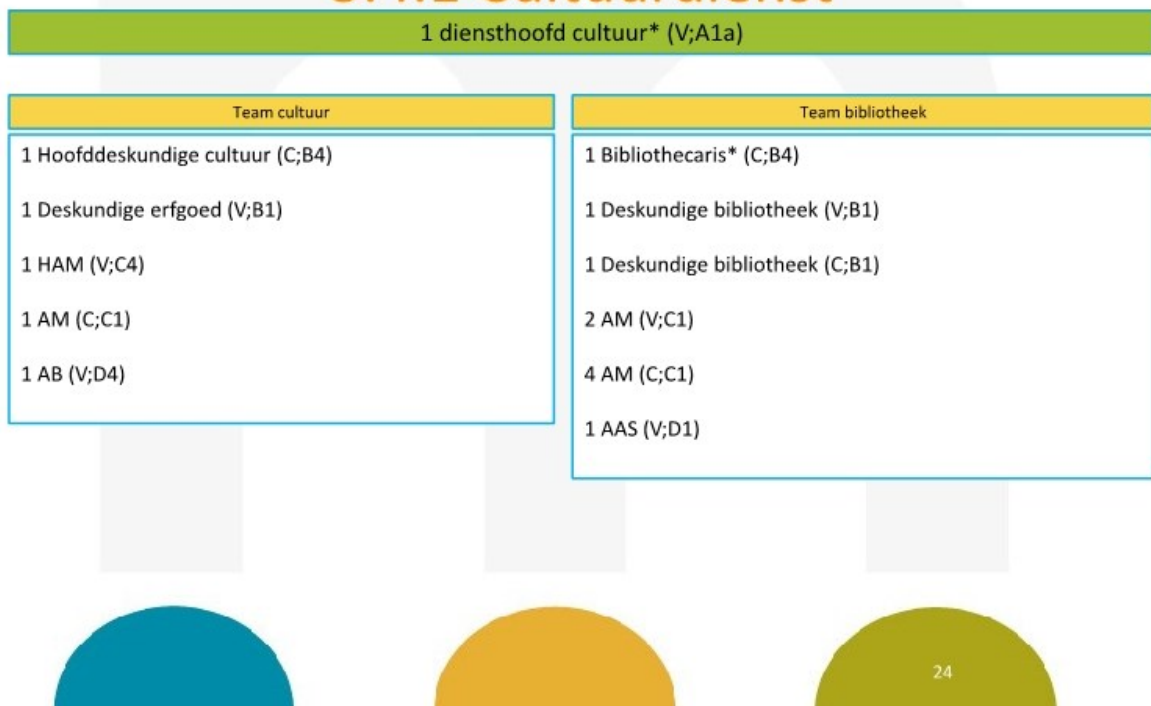 Cultuurdienst
1 diensthoofd cultuur* (V;A1a)
Team cultuur
1 Hoofddeskundige cultuur (C;B4)
1 Deskundige erfgoed (V;B1)
1 HAM (V;C4)
1 AM (C;C1)
1 AB (V;D4)
Team bibliotheek
1 Bibliothecaris* (C;B4)
1 Deskundige bibliotheek (V;B1)
1 Deskundige bibliotheek (C;B1)
2 AM (V;C1)
4 AM (C;C1)
1 AAS (V;D1)
24